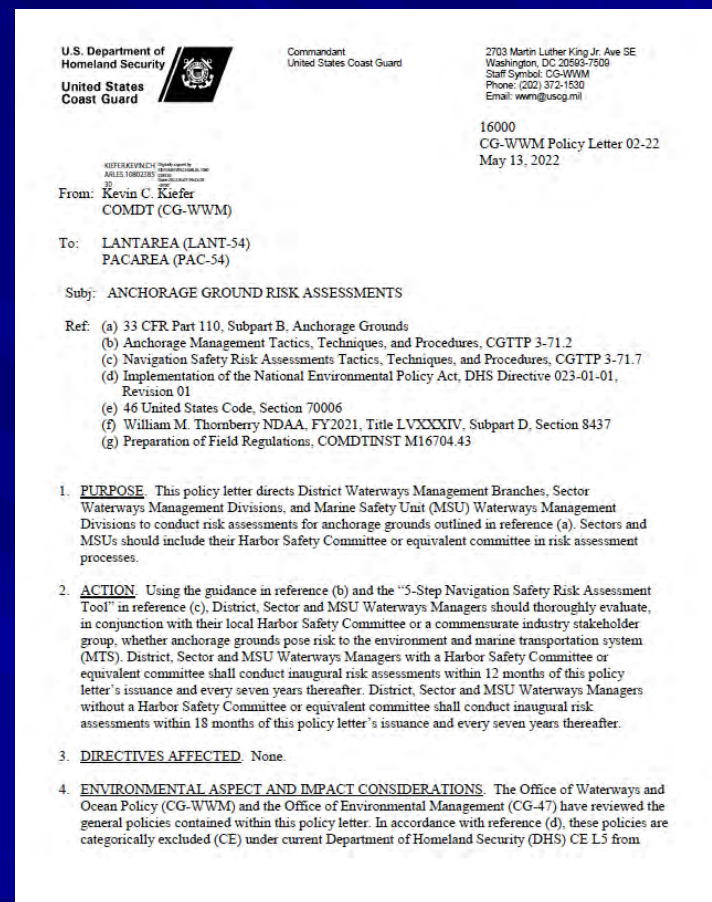 U.S. Department of
Homeland Security
United States
Coast Guard
Commandant
United States Coast Guard
2703 Martin Luther King Jr. Ave SE
Washington, DC 20593-7509
Staff Symbol: CG-WWM
Phone: (202) 372-1530
Email: wwm@uscg.mil
16000
CG-WWM Policy Letter 02-22
May 13, 2022
KIEFER.KEVIN.CH
ARLES.10802385
30
From: Kevin C. Kiefer
COMDT (CG-WWM)
To: LANTAREA (LANT-54)
PACAREA (PAC-54)
Subj: ANCHORAGE GROUND RISK ASSESSMENTS
Ref: (a) 33 CFR Part 110, Subpart B, Anchorage Grounds
(b) Anchorage Management Tactics, Techniques, and Procedures, CGTTP 3-71.2
(c) Navigation Safety Risk Assessments Tactics, Techniques, and Procedures, CGTTP 3-71.7
(d) Implementation of the National Environmental Policy Act, DHS Directive 023-01-01,
Revision 01
(e) 46 United States Code, Section 70006
(f) William M. Thornberry NDAA, FY2021, Title LVXXXIV, Subpart D, Section 8437
(g) Preparation of Field Regulations, COMDTINST M16704.43
1. PURPOSE. This policy letter directs District Waterways Management Branches, Sector
Waterways Management Divisions, and Marine Safety Unit (MSU) Waterways Management
Divisions to conduct risk assessments for anchorage grounds outlined in reference (a). Sectors and
MSUs should include their Harbor Safety Committee or equivalent committee in risk assessment
processes.
2. ACTION. Using the guidance in reference (b) and the “5-Step Navigation Safety Risk Assessment
Tool” in reference (c), District, Sector and MSU Waterways Managers should thoroughly evaluate,
in conjunction with their local Harbor Safety Committee or a commensurate industry stakeholder
group, whether anchorage grounds pose risk to the environment and marine transportation system
(MTS). District, Sector and MSU Waterways Managers with a Harbor Safety Committee or
equivalent committee shall conduct inaugural risk assessments within 12 months of this policy
letter’s issuance and every seven years thereafter. District, Sector and MSU Waterways Managers
without a Harbor Safety Committee or equivalent committee shall conduct inaugural risk
assessments within 18 months of this policy letter’s issuance and every seven years thereafter.
3. DIRECTIVES AFFECTED. None.
4. ENVIRONMENTAL ASPECT AND IMPACT CONSIDERATIONS. The Office of Waterways and
Ocean Policy (CG-WWM) and the Office of Environmental Management (CG-47) have reviewed the
general policies contained within this policy letter. In accordance with reference (d), these policies are
categorically excluded (CE) under current Department of Homeland Security (DHS) CE L5 from